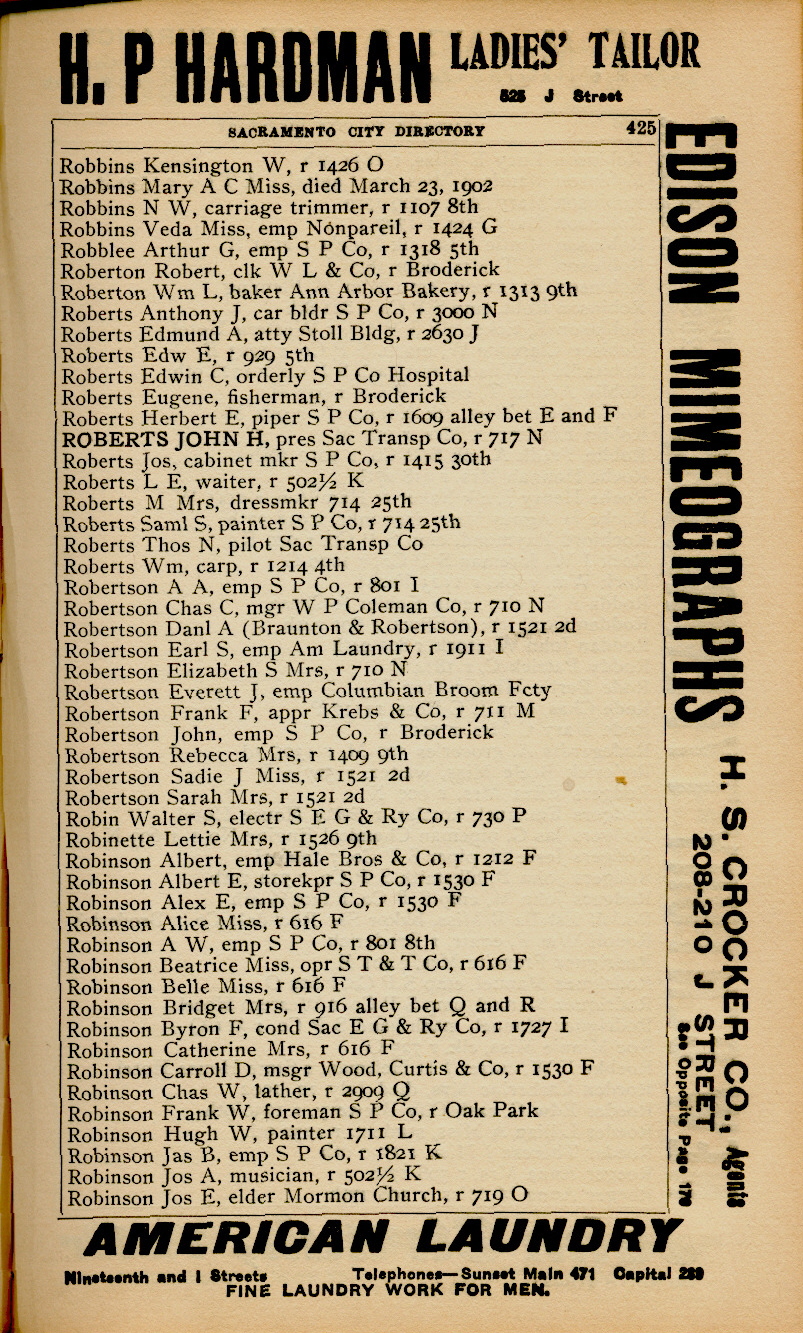 H. P HARDMAN LADIES' TAILOR
525 J Street
SACRAMENTO CITY DIRECTORY 425
Robbins Kensington W, r 1426 O
Robbins Mary A C Miss, died March 23, 1902
Robbins N W, carriage trimmer, r 1107 8th
Robbins Veda Miss, emp Nonpareil, r 1424 G
Robblee Arthur G, emp S P Co, r 1318 5th
Roberton Robert, clk W L & Co, r Broderick
Roberton Wm L, baker Ann Arbor Bakery, r 1313 9th
Roberts Anthony J, car bldr S P Co, r 3000 N
Roberts Edmund A, atty Stoll Bldg, r 2630 J
Roberts Edw E, r 929 5th
Roberts Edwin C, orderly S P Co Hospital
Roberts Eugene, fisherman, r Broderick
Roberts Herbert E, piper S P Co, r 1609 alley bet E and F
ROBERTS JOHN H, pres Sac Transp Co, r 717 N
Roberts Jos, cabinet mkr S P Co, r 1415 30th
Roberts L E, waiter, r 502½ K
Roberts M Mrs, dressmkr 714 25th
Roberts Saml S, painter S P Co, r 714 25th
Roberts Thos N, pilot Sac Transp Co
Roberts Wm, carp, r 1214 4th
Robertson A A, emp S P Co, r 801 I
Robertson Chas C, mgr W P Coleman Co, r 710 N
Robertson Danl A (Braunton & Robertson), r 1521 2d
Robertson Earl S, emp Am Laundry, r 1911 I
Robertson Elizabeth S Mrs, r 710 N
Robertson Everett J, emp Columbian Broom Fcty
Robertson Frank F, appr Krebs & Co, r 711 M
Robertson John, emp S P Co, r Broderick
Robertson Rebecca Mrs, r 1409 9th
Robertson Sadie J Miss, r 1521 2d
Robertson Sarah Mrs, r 1521 2d
Robin Walter S, electr S E G & Ry Co, r 730 P
Robinette Lettie Mrs, r 1526 9th
Robinson Albert, emp Hale Bros & Co, r 1212 F
Robinson Albert E, storekpr S P Co, r 1530 F
Robinson Alex E, emp S P Co, r 1530 F
Robinson Alice Miss, r 616 F
Robinson A W, emp S P Co, r 801 8th
Robinson Beatrice Miss, opr S T & T Co, r 616 F
Robinson Belle Miss, r 616 F
Robinson Bridget Mrs, r 916 alley bet Q and R
Robinson Byron F, cond Sac E G & Ry Co, r 1727 I
Robinson Catherine Mrs, r 616 F
Robinson Carroll D, msgr Wood, Curtis & Co, r 1530 F
Robinson Chas W, lather, r 2909 Q
Robinson Frank W, foreman S P Co, r Oak Park
Robinson Hugh W, painter 1711 L
Robinson Jas B, emp S P Co, r 1821 K
Robinson Jos A, musician, r 502½ K
Robinson Jos E, elder Mormon Church, r 719 O
EDISON MIMEOGRAPHS H. S. CROCKER CO., Agents
208-210 J STREET
See Opposite Page 176
AMERICAN LAUNDRY
Nineteenth and I Streets Telephones—Sunset Main 471 Capital 289
FINE LAUNDRY WORK FOR MEN.